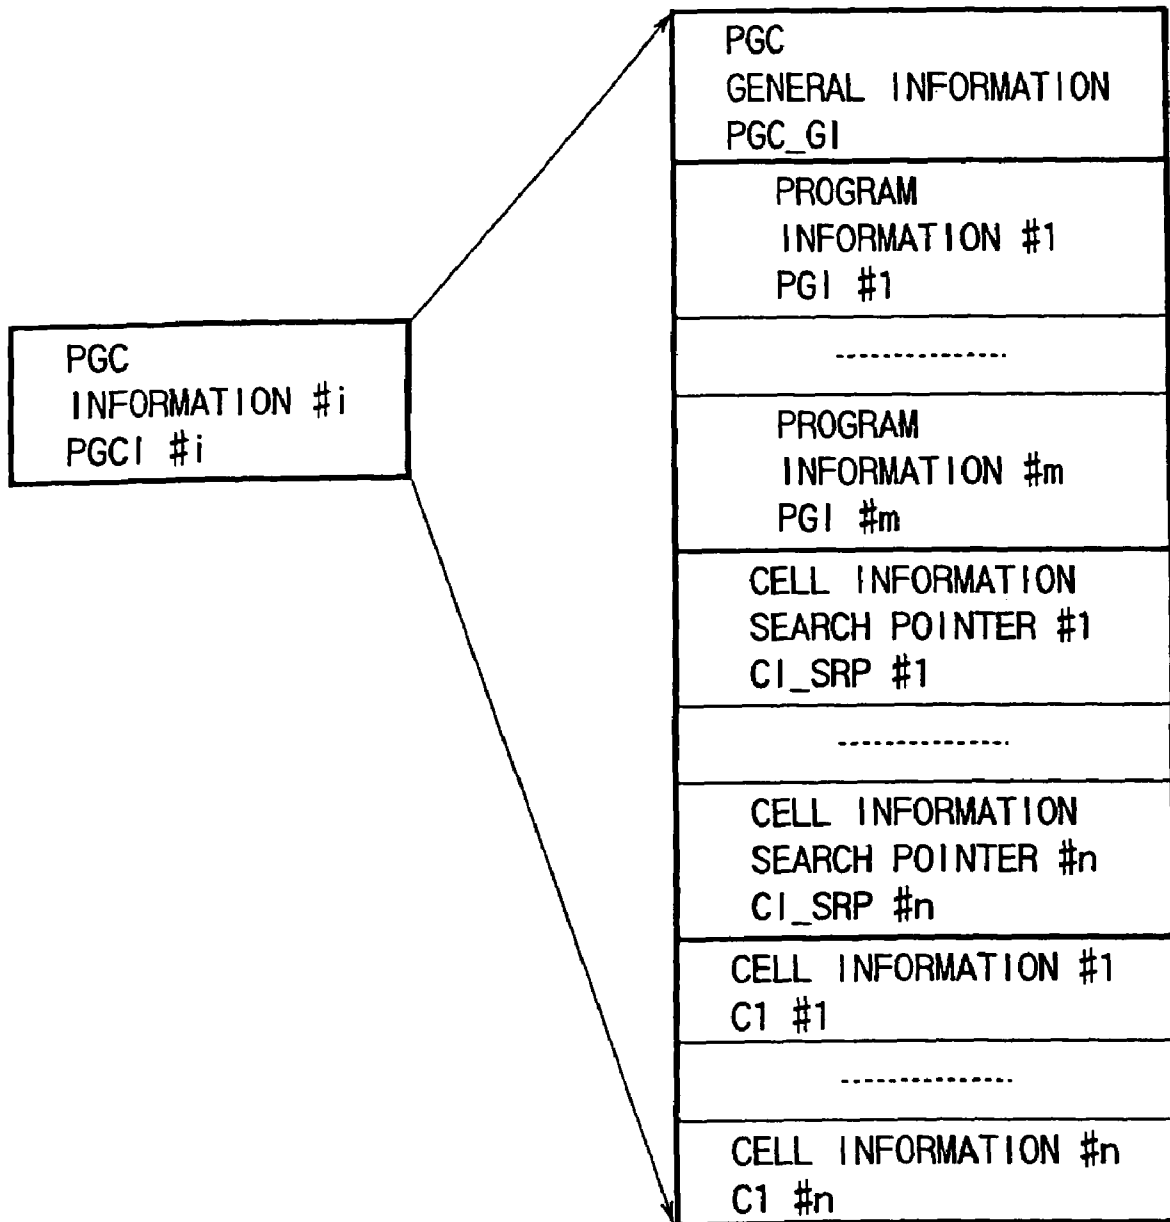 PGC
INFORMATION #i
PGCI #i
PGC
GENERAL INFORMATION
PGC_GI
PROGRAM
INFORMATION #1
PGI #1
PROGRAM
INFORMATION #m
PGI #m
CELL INFORMATION
SEARCH POINTER #1
CI_SRP #1
CELL INFORMATION
SEARCH POINTER #n
CI_SRP #n
CELL INFORMATION #1
C1 #1
CELL INFORMATION #n
C1 #n